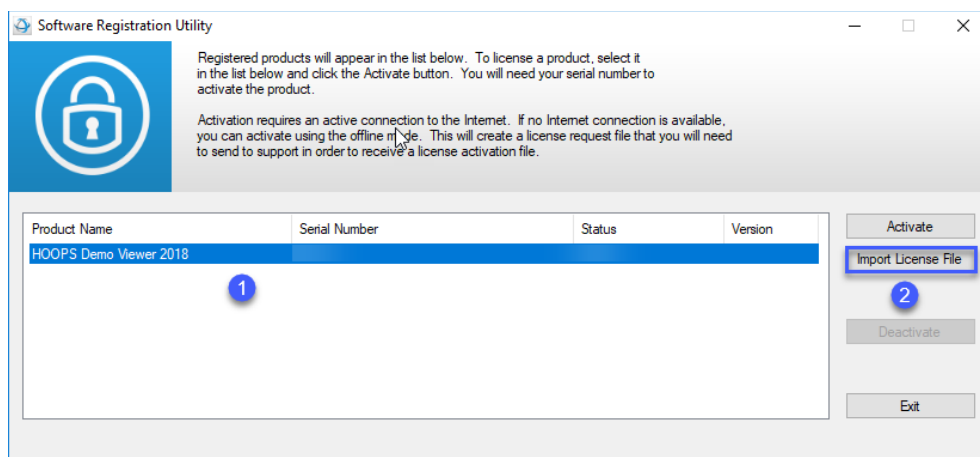 Software Registration Utility
Registered products will appear in the list below. To license a product, select it
in the list below and click the Activate button. You will need your serial number to
activate the product.
Activation requires an active connection to the Internet. If no Internet connection is available,
you can activate using the offline mode. This will create a license request file that you will need
to send to support in order to receive a license activation file.
Product Name Serial Number Status Version
HOOPS Demo Viewer 2018
1
Activate
Import License File
2
Deactivate
Exit